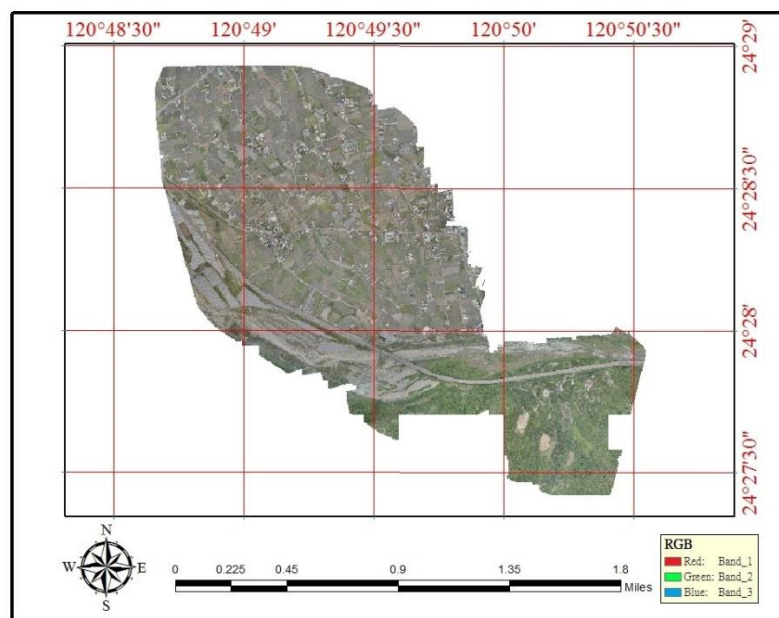 120°48'30" 120°49' 120°49'30" 120°50' 120°50'30"
24°29'
24°28'30"
24°28'
24°27'30"
N
W E
S
0 0.225 0.45 0.9 1.35 1.8
Miles
RGB
Red: Band_1
Green: Band_2
Blue: Band_3